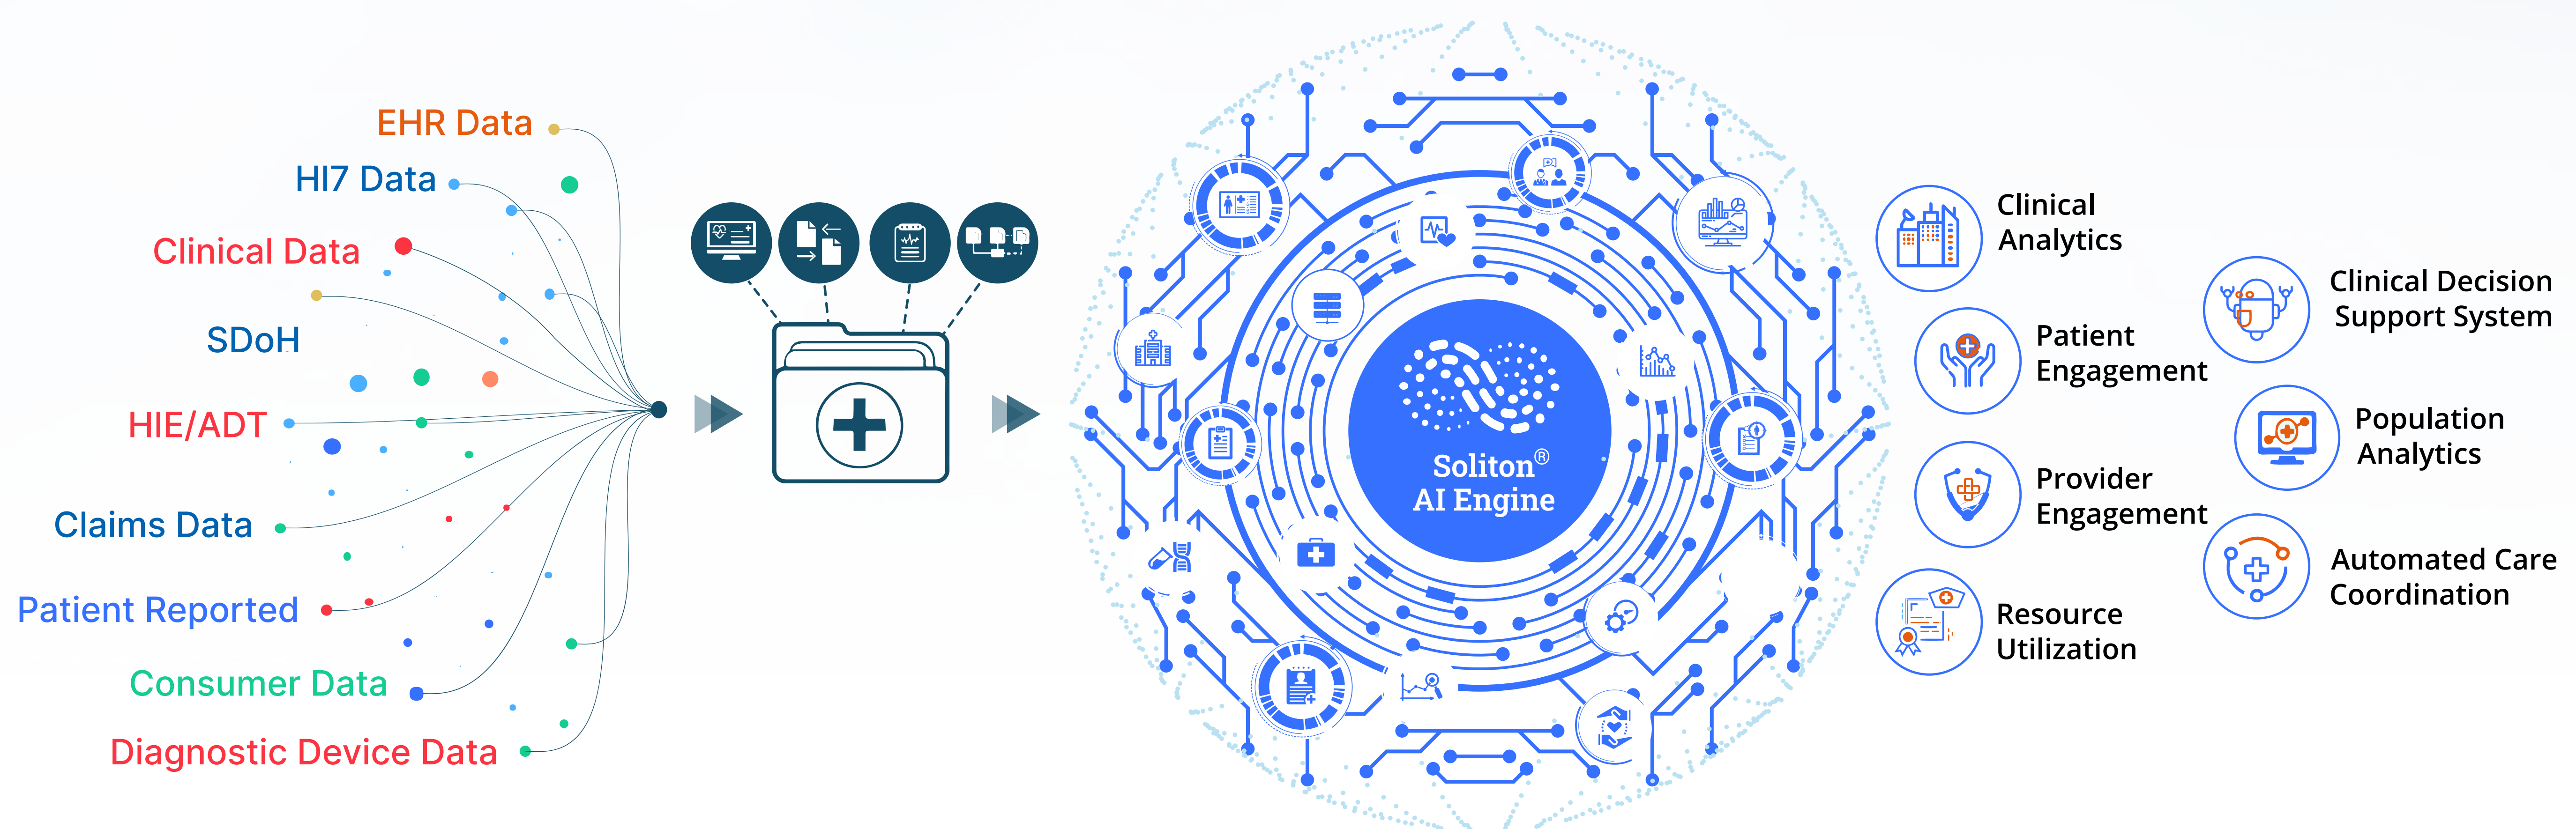 EHR Data
Hl7 Data
Clinical Data
SDoH
HIE/ADT
Claims Data
Patient Reported
Consumer Data
Diagnostic Device Data
Soliton®
AI Engine
Clinical
Analytics
Patient
Engagement
Provider
Engagement
Resource
Utilization
Clinical Decision
Support System
Population
Analytics
Automated Care
Coordination